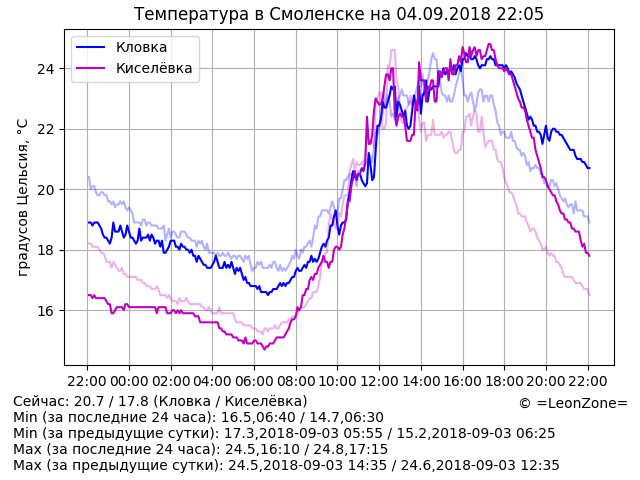 Температура в Смоленске на 04.09.2018 22:05
Кловка
Киселёвка
градусов Цельсия, °C
24
22
20
18
16
22:00 00:00 02:00 04:00 06:00 08:00 10:00 12:00 14:00 16:00 18:00 20:00 22:00
Сейчас: 20.7 / 17.8 (Кловка / Киселёвка)
© =LeonZone=
Min (за последние 24 часа): 16.5,06:40 / 14.7,06:30
Min (за предыдущие сутки): 17.3,2018-09-03 05:55 / 15.2,2018-09-03 06:25
Max (за последние 24 часа): 24.5,16:10 / 24.8,17:15
Max (за предыдущие сутки): 24.5,2018-09-03 14:35 / 24.6,2018-09-03 12:35